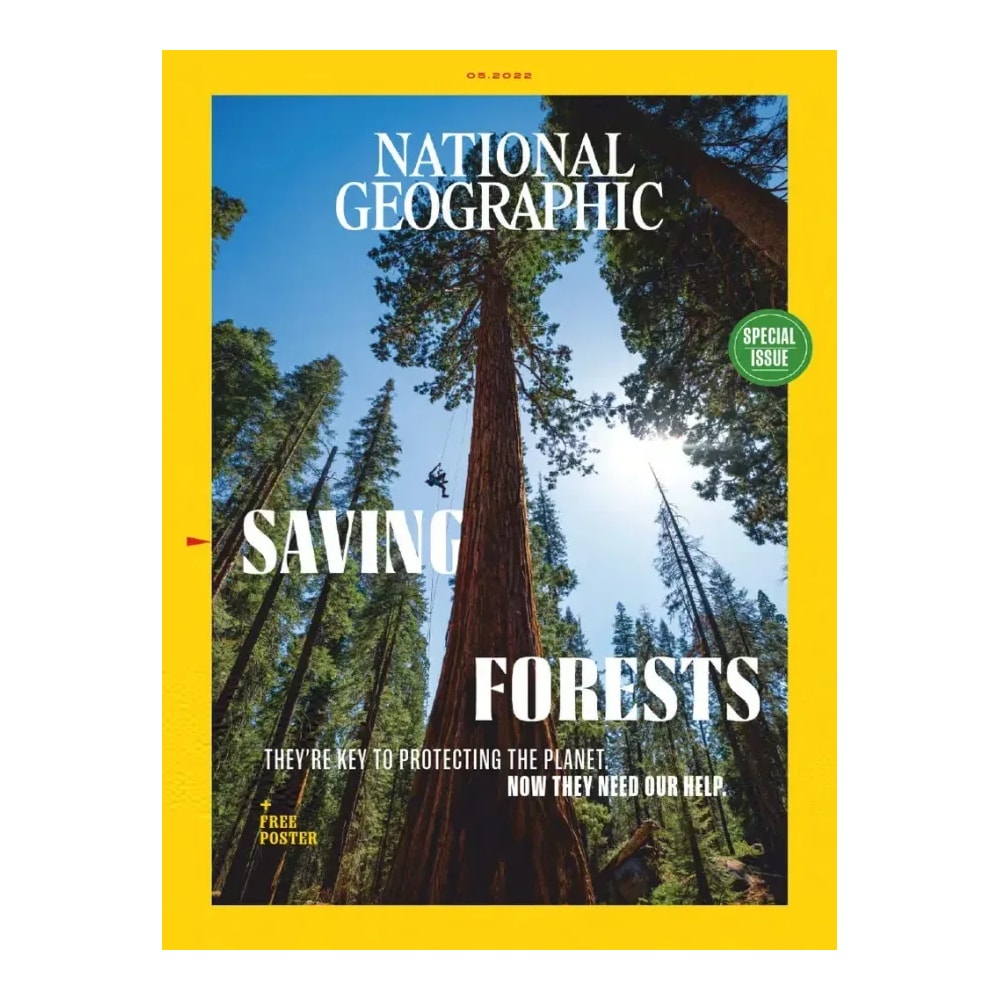 05.2022
NATIONAL
GEOGRAPHIC
SPECIAL
ISSUE
SAVING
FORESTS
THEY'RE KEY TO PROTECTING THE PLANET.
NOW THEY NEED OUR HELP.
+
FREE
POSTER